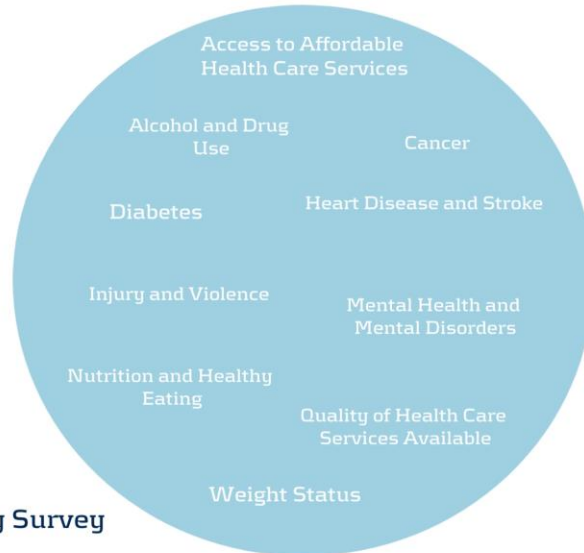 Access to Affordable
Health Care Services
Alcohol and Drug
Use
Cancer
Diabetes
Heart Disease and Stroke
Injury and Violence
Mental Health and
Mental Disorders
Nutrition and Healthy
Eating
Quality of Health Care
Services Available
Weight Status
Survey